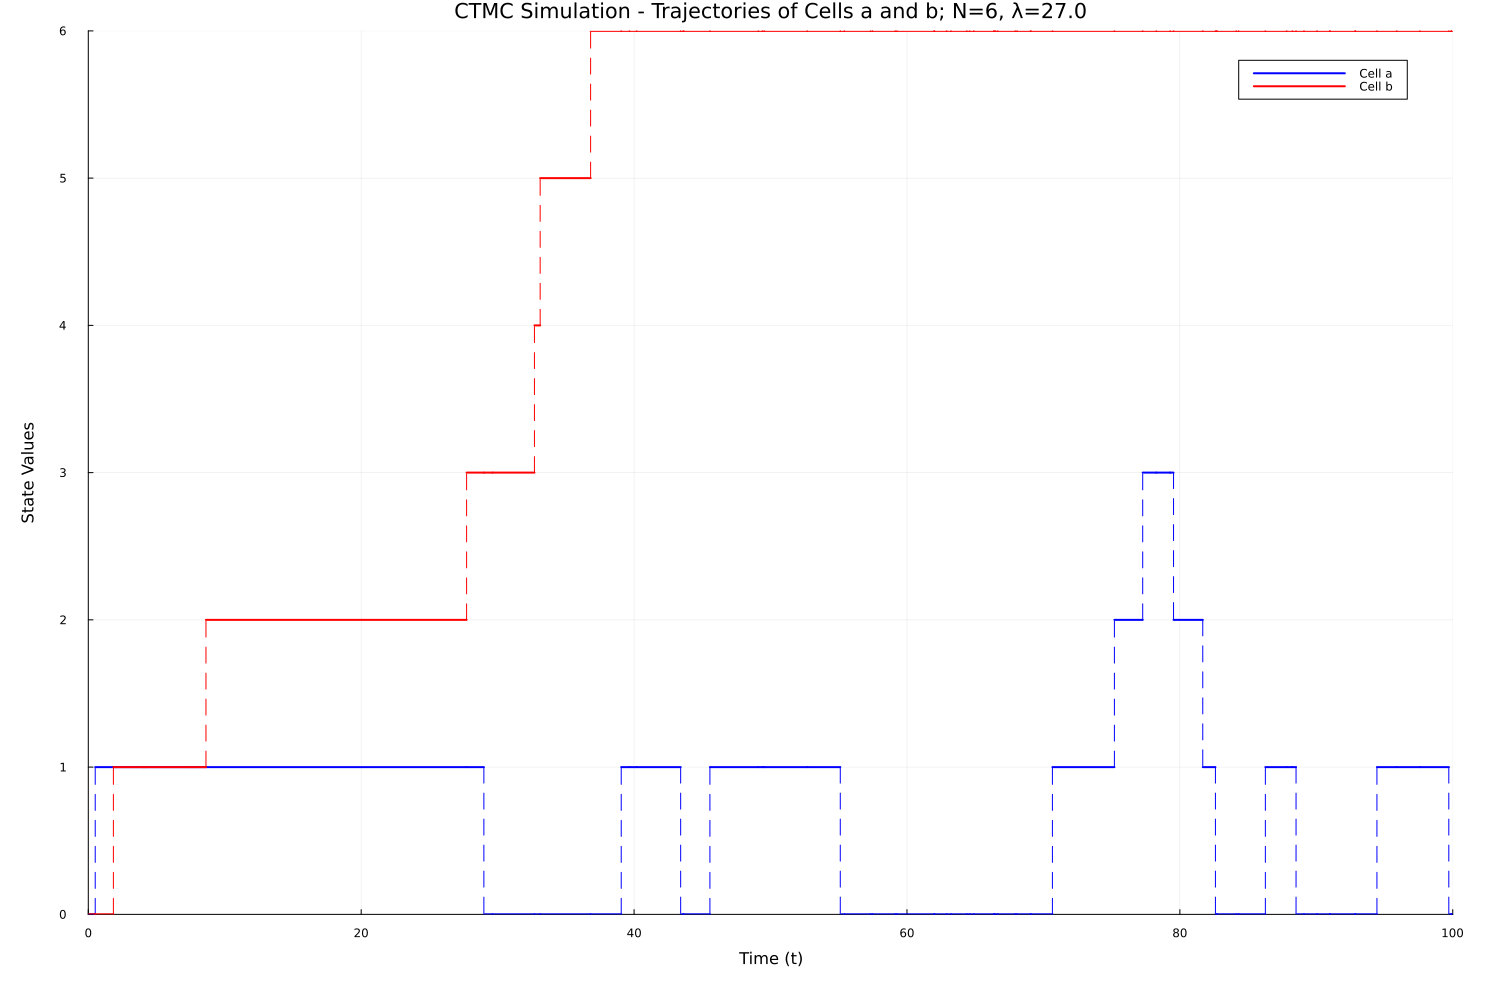 CTMC Simulation - Trajectories of Cells a and b; N=6, λ=27.0
6
Cell a
Cell b
5
4
State Values
3
2
1
0
0 20 40 60 80 100
Time (t)